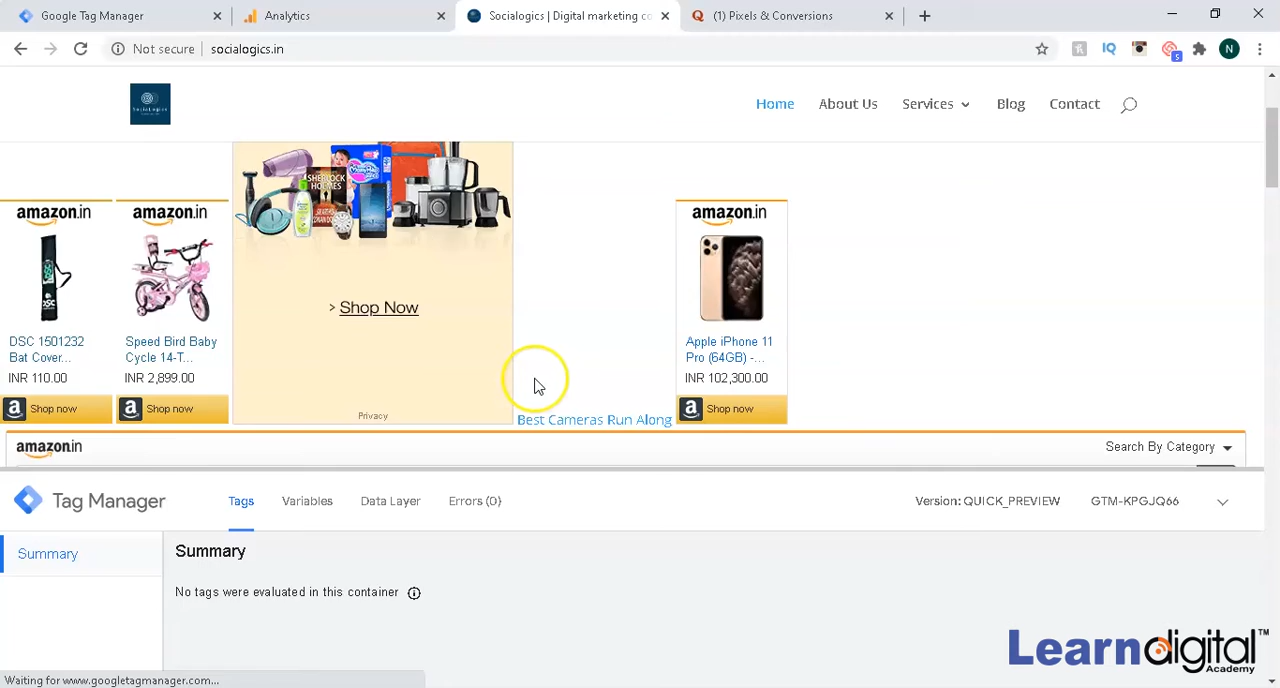 Google Tag Manager
Analytics
Socialogics | Digital marketing co
(1) Pixels & Conversions
Not secure
socialogics.in
IQ
5
N
Home
About Us
Services
Blog
Contact
SHERLOCK
HOLMES
amazon.in
amazon.in
amazon.in
> Shop Now
DSC 1501232
Bat Cover...
INR 110.00
Speed Bird Baby
Cycle 14-T...
INR 2,899.00
Apple iPhone 11
Pro (64GB) -...
INR 102,300.00
Shop now
Shop now
Privacy
Best Cameras Run Along
Shop now
amazon.in
Search By Category
Tag Manager
Tags
Variables
Data Layer
Errors (0)
Version: QUICK_PREVIEW
GTM-KPGJQ66
Summary
Summary
No tags were evaluated in this container
Learndigital™
Academy
Waiting for www.googletagmanager.com...